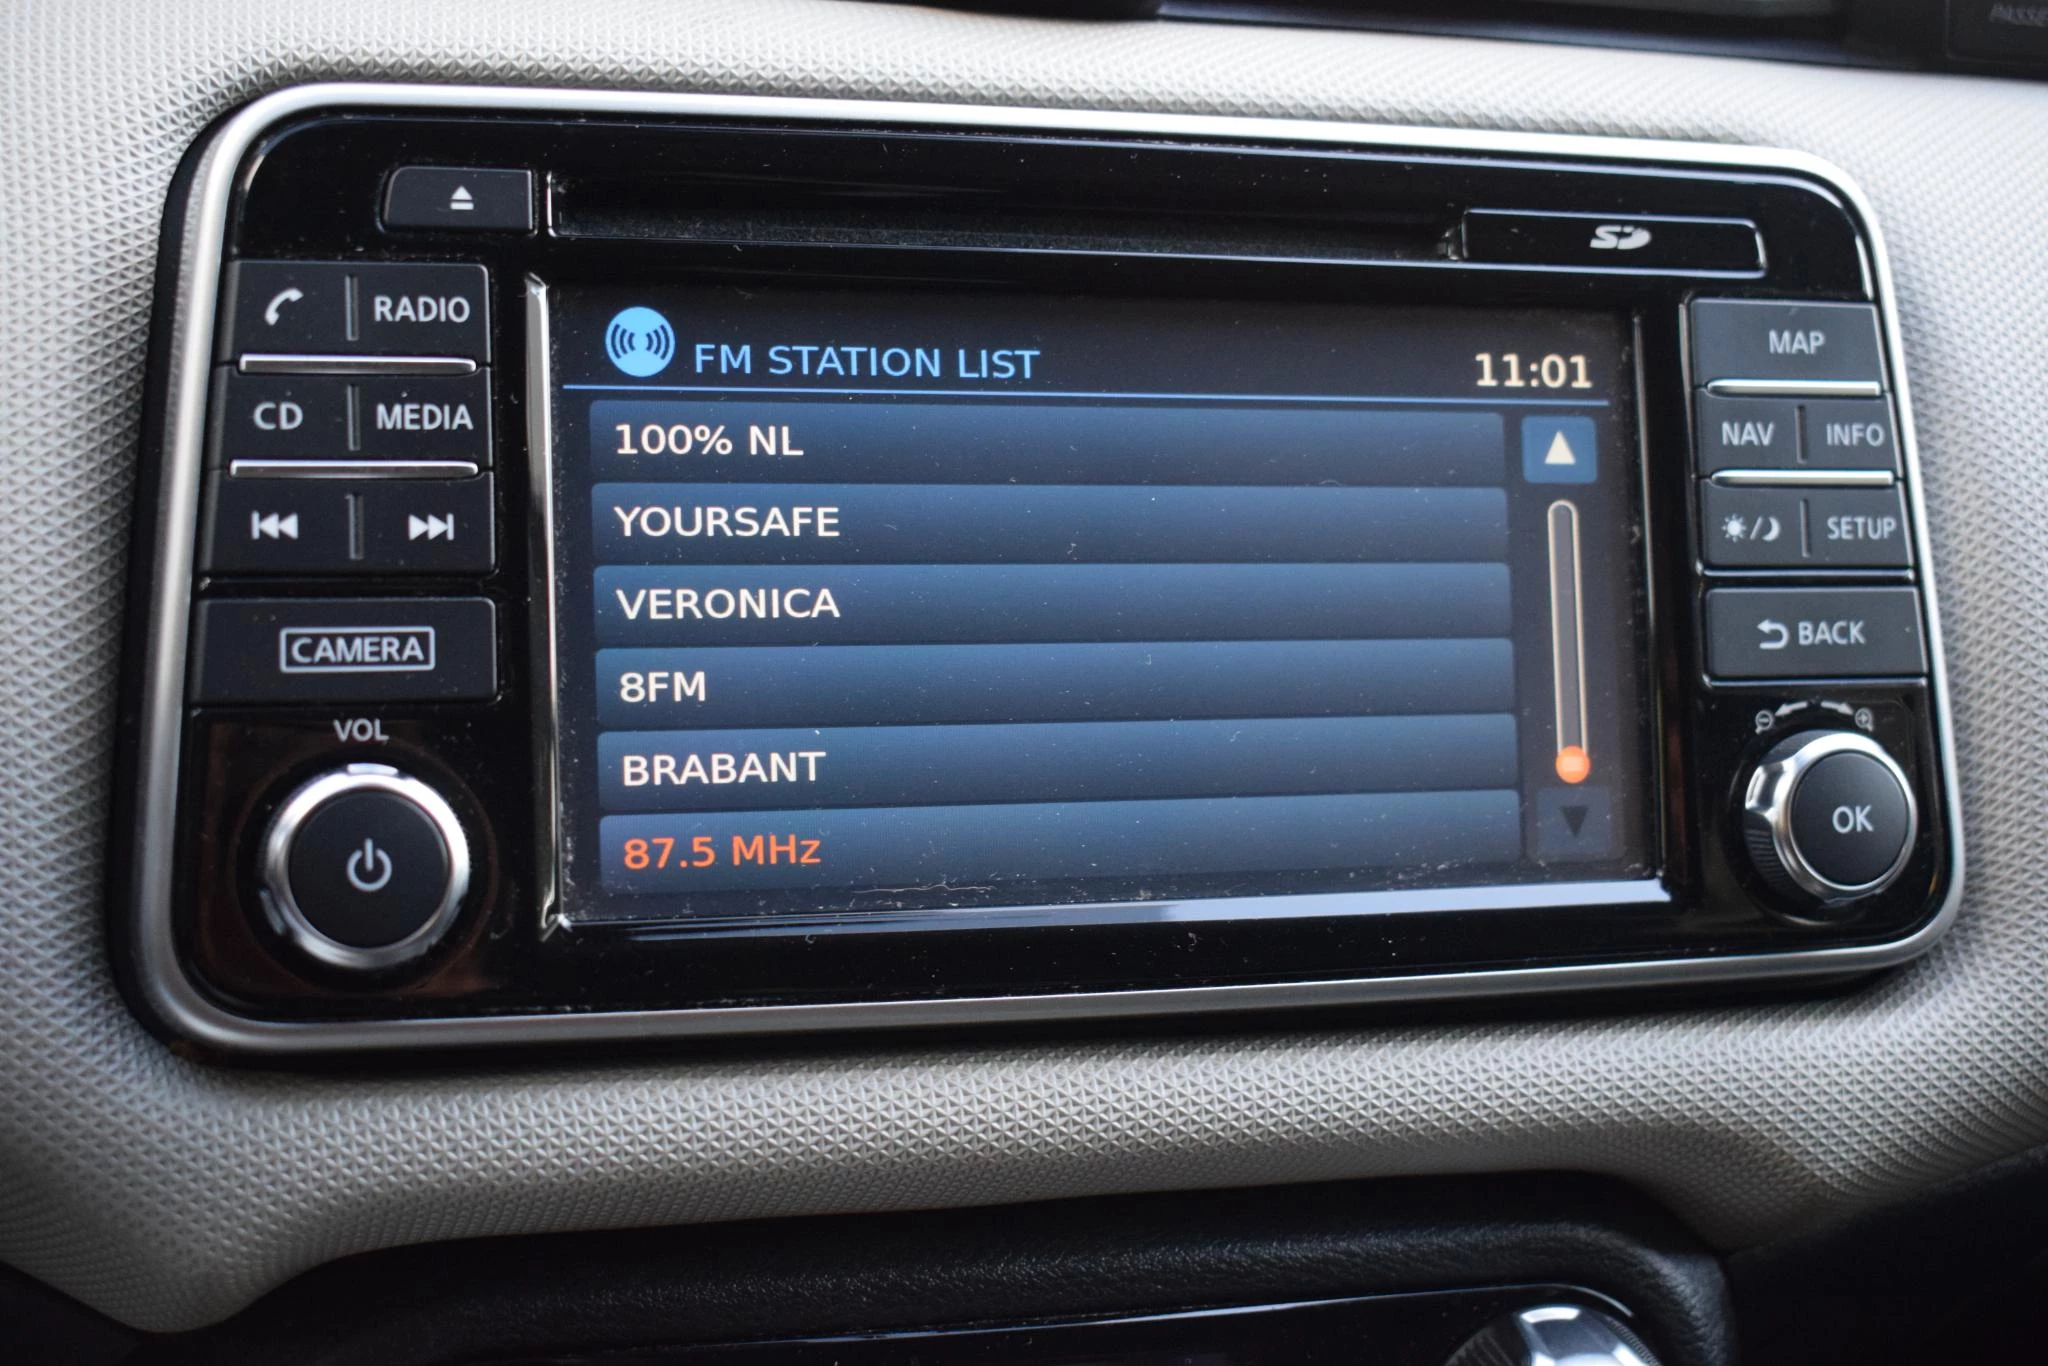 PASSE
SD
RADIO
CD MEDIA
CAMERA
VOL
FM STATION LIST 11:01
100% NL
YOURSAFE
VERONICA
8FM
BRABANT
87.5 MHz
MAP
NAV INFO
SETUP
BACK
OK